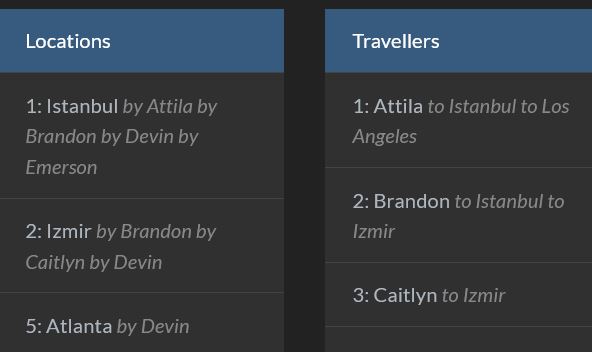 Locations
1: Istanbul by Attila by
Brandon by Devin by
Emerson
2: Izmir by Brandon by
Caitlyn by Devin
5: Atlanta by Devin
Travellers
1: Attila to Istanbul to Los
Angeles
2: Brandon to Istanbul to
Izmir
3: Caitlyn to Izmir